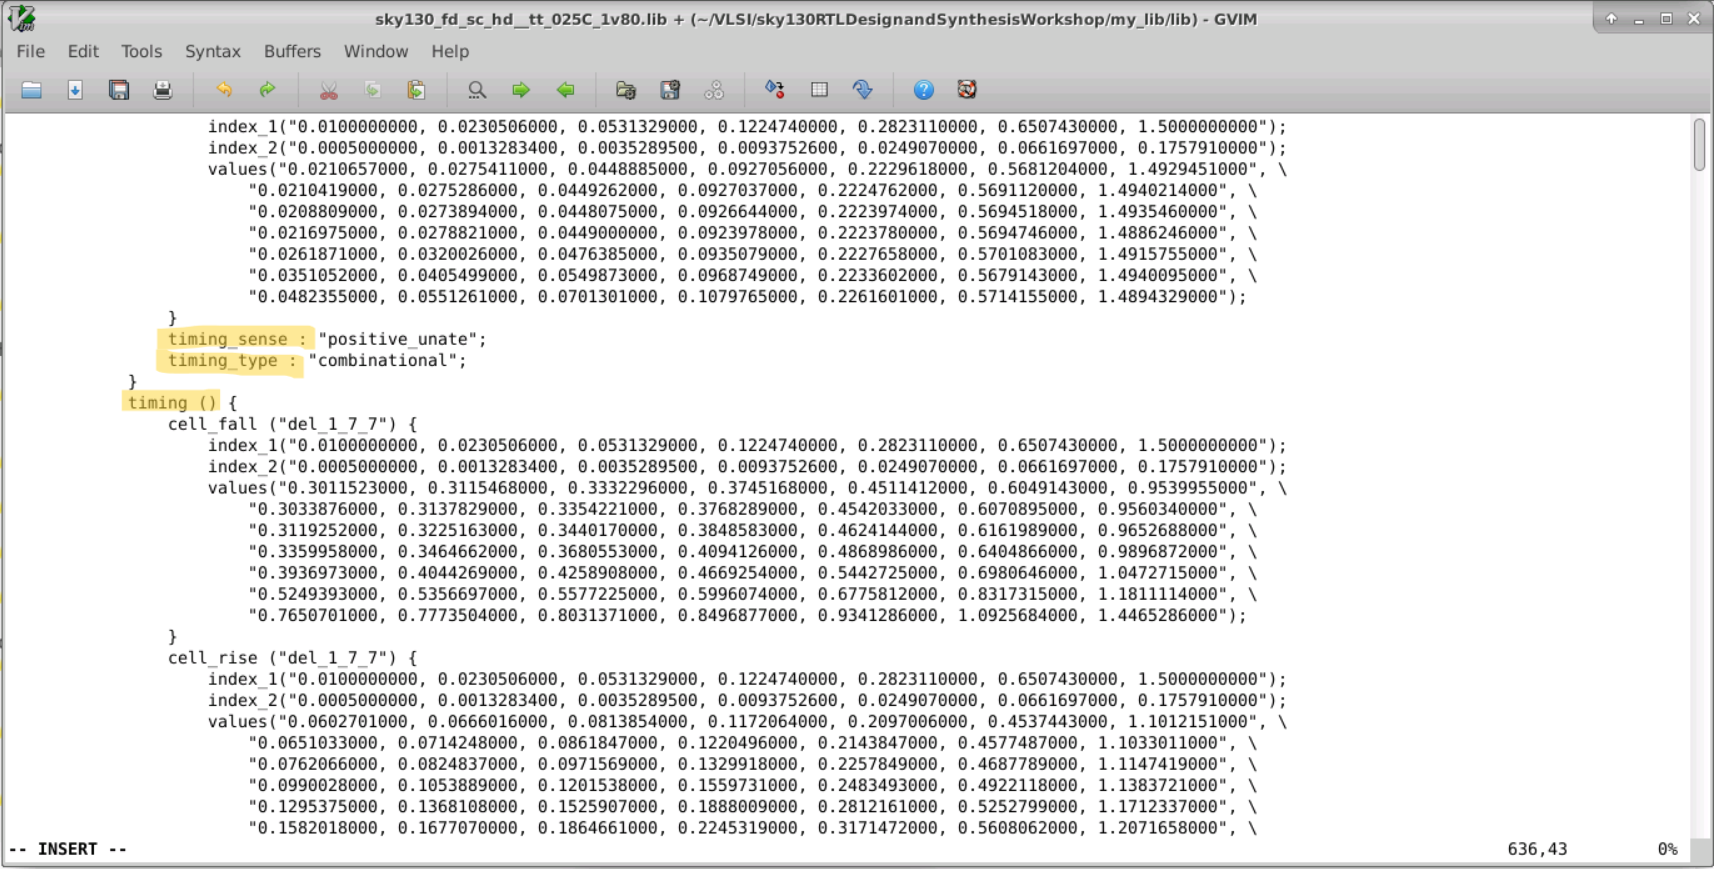 sky130_fd_sc_hd__tt_025C_1v80.lib + (~/VLSI/sky130RTLDesignandSynthesisWorkshop/my_lib/lib) - GVIM
File Edit Tools Syntax Buffers Window Help
index_1("0.0100000000, 0.0230506000, 0.0531329000, 0.1224740000, 0.2823110000, 0.6507430000, 1.5000000000");
index_2("0.0005000000, 0.0013283400, 0.0035289500, 0.0093752600, 0.0249070000, 0.0661697000, 0.1757910000");
values("0.0210657000, 0.0275411000, 0.0448885000, 0.0927056000, 0.2229618000, 0.5681204000, 1.4929451000", \
"0.0210419000, 0.0275286000, 0.0449262000, 0.0927037000, 0.2224762000, 0.5691120000, 1.4940214000", \
"0.0208809000, 0.0273894000, 0.0448075000, 0.0926644000, 0.2223974000, 0.5694518000, 1.4935460000", \
"0.0216975000, 0.0278821000, 0.0449000000, 0.0923978000, 0.2223780000, 0.5694746000, 1.4886246000", \
"0.0261871000, 0.0320026000, 0.0476385000, 0.0935079000, 0.2227658000, 0.5701083000, 1.4915755000", \
"0.0351052000, 0.0405499000, 0.0549873000, 0.0968749000, 0.2233602000, 0.5679143000, 1.4940095000", \
"0.0482355000, 0.0551261000, 0.0701301000, 0.1079765000, 0.2261601000, 0.5714155000, 1.4894329000");
}
timing_sense : "positive_unate";
timing_type : "combinational";
}
timing () {
cell_fall ("del_1_7_7") {
index_1("0.0100000000, 0.0230506000, 0.0531329000, 0.1224740000, 0.2823110000, 0.6507430000, 1.5000000000");
index_2("0.0005000000, 0.0013283400, 0.0035289500, 0.0093752600, 0.0249070000, 0.0661697000, 0.1757910000");
values("0.3011523000, 0.3115468000, 0.3332296000, 0.3745168000, 0.4511412000, 0.6049143000, 0.9539955000", \
"0.3033876000, 0.3137829000, 0.3354221000, 0.3768289000, 0.4542033000, 0.6070895000, 0.9560340000", \
"0.3119252000, 0.3225163000, 0.3440170000, 0.3848583000, 0.4624144000, 0.6161989000, 0.9652688000", \
"0.3359958000, 0.3464662000, 0.3680553000, 0.4094126000, 0.4868986000, 0.6404866000, 0.9896872000", \
"0.3936973000, 0.4044269000, 0.4258908000, 0.4669254000, 0.5442725000, 0.6980646000, 1.0472715000", \
"0.5249393000, 0.5356697000, 0.5577225000, 0.5996074000, 0.6775812000, 0.8317315000, 1.1811114000", \
"0.7650701000, 0.7773504000, 0.8031371000, 0.8496877000, 0.9341286000, 1.0925684000, 1.4465286000");
}
cell_rise ("del_1_7_7") {
index_1("0.0100000000, 0.0230506000, 0.0531329000, 0.1224740000, 0.2823110000, 0.6507430000, 1.5000000000");
index_2("0.0005000000, 0.0013283400, 0.0035289500, 0.0093752600, 0.0249070000, 0.0661697000, 0.1757910000");
values("0.0602701000, 0.0666016000, 0.0813854000, 0.1172064000, 0.2097006000, 0.4537443000, 1.1012151000", \
"0.0651033000, 0.0714248000, 0.0861847000, 0.1220496000, 0.2143847000, 0.4577487000, 1.1033011000", \
"0.0762066000, 0.0824837000, 0.0971569000, 0.1329918000, 0.2257849000, 0.4687789000, 1.1147419000", \
"0.0990028000, 0.1053889000, 0.1201538000, 0.1559731000, 0.2483493000, 0.4922118000, 1.1383721000", \
"0.1295375000, 0.1368108000, 0.1525907000, 0.1888009000, 0.2812161000, 0.5252799000, 1.1712337000", \
"0.1582018000, 0.1677070000, 0.1864661000, 0.2245319000, 0.3171472000, 0.5608062000, 1.2071658000", \
-- INSERT -- 636,43 0%